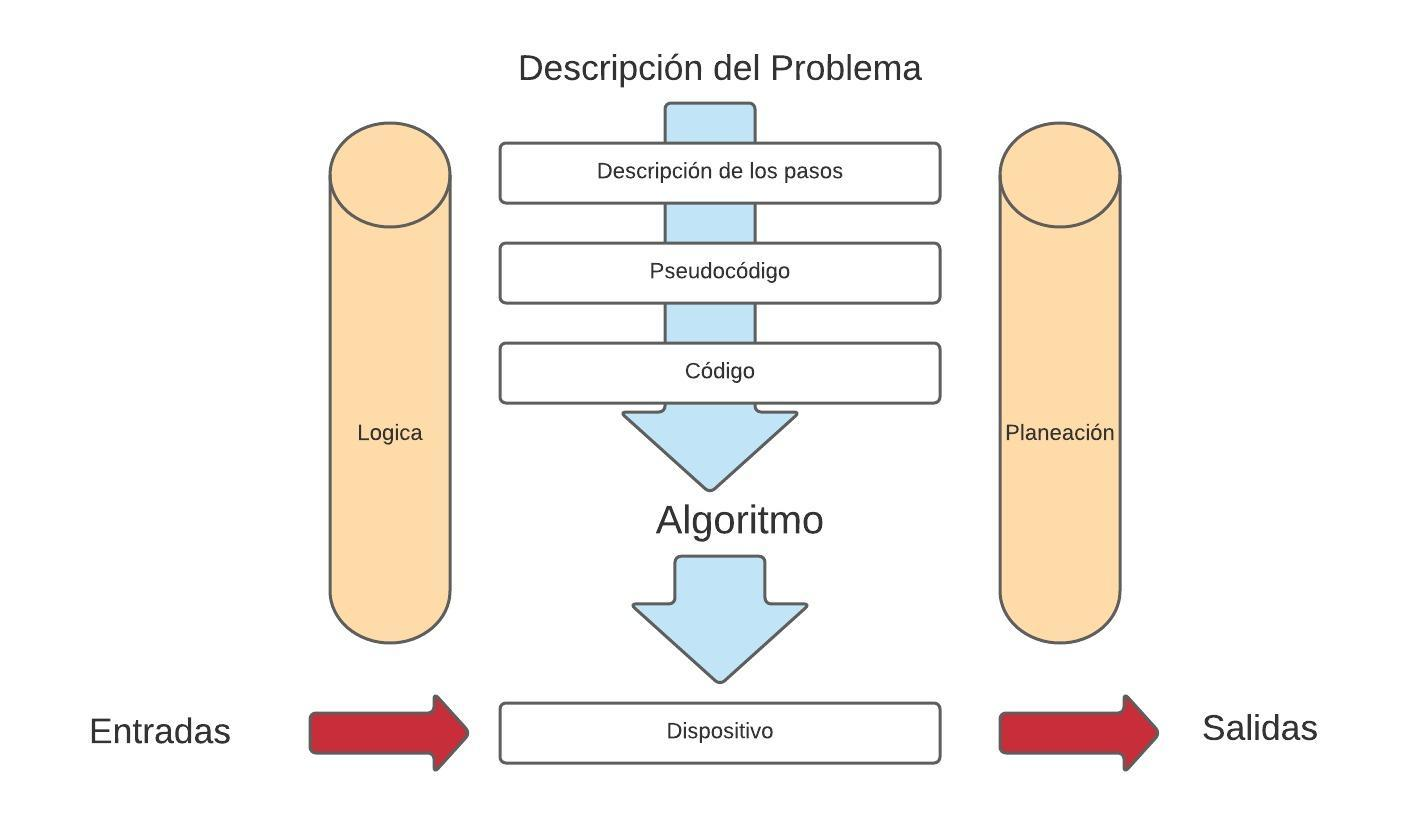 Descripción del Problema
Descripción de los pasos
Pseudocódigo
Código
Logica
Planeación
Algoritmo
Entradas
Dispositivo
Salidas